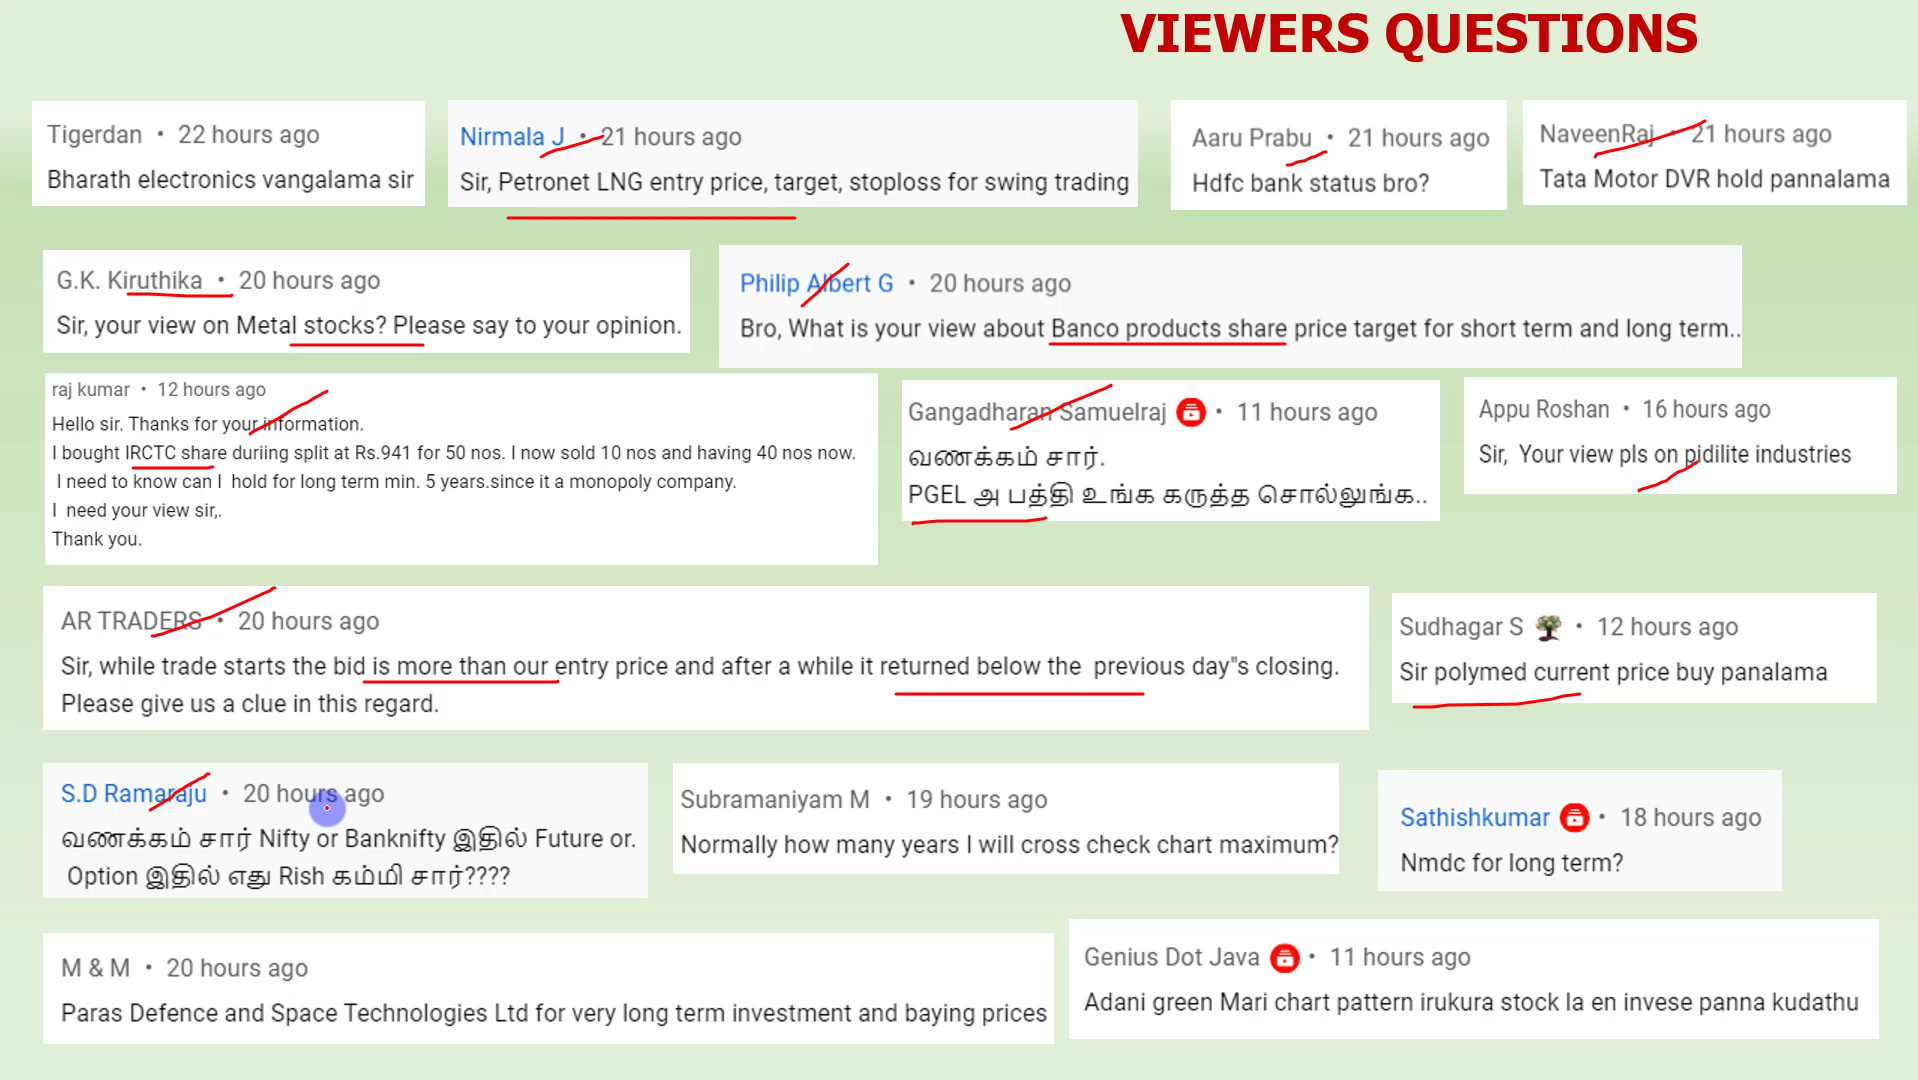 VIEWERS QUESTIONS
Tigerdan • 22 hours ago
Bharath electronics vangalama sir
Nirmala J • 21 hours ago
Sir, Petronet LNG entry price, target, stoploss for swing trading
Aaru Prabu • 21 hours ago
Hdfc bank status bro?
NaveenRaj • 21 hours ago
Tata Motor DVR hold pannalama
G.K. Kiruthika • 20 hours ago
Sir, your view on Metal stocks? Please say to your opinion.
Philip Albert G • 20 hours ago
Bro, What is your view about Banco products share price target for short term and long term..
raj kumar • 12 hours ago
Hello sir. Thanks for your information.
I bought IRCTC share duriing split at Rs.941 for 50 nos. I now sold 10 nos and having 40 nos now.
I need to know can I hold for long term min. 5 years.since it a monopoly company.
I need your view sir,.
Thank you.
Gangadharan Samuelraj • 11 hours ago
வணக்கம் சார்.
PGEL அ பத்தி உங்க கருத்த சொல்லுங்க..
Appu Roshan • 16 hours ago
Sir, Your view pls on pidilite industries
AR TRADERS • 20 hours ago
Sir, while trade starts the bid is more than our entry price and after a while it returned below the previous day"s closing.
Please give us a clue in this regard.
Sudhagar S • 12 hours ago
Sir polymed current price buy panalama
S.D Ramaraju • 20 hours ago
வணக்கம் சார் Nifty or Banknifty இதில் Future or.
Option இதில் எது Rish கம்மி சார்????
Subramaniyam M • 19 hours ago
Normally how many years I will cross check chart maximum?
Sathishkumar • 18 hours ago
Nmdc for long term?
M & M • 20 hours ago
Paras Defence and Space Technologies Ltd for very long term investment and baying prices
Genius Dot Java • 11 hours ago
Adani green Mari chart pattern irukura stock la en invese panna kudathu